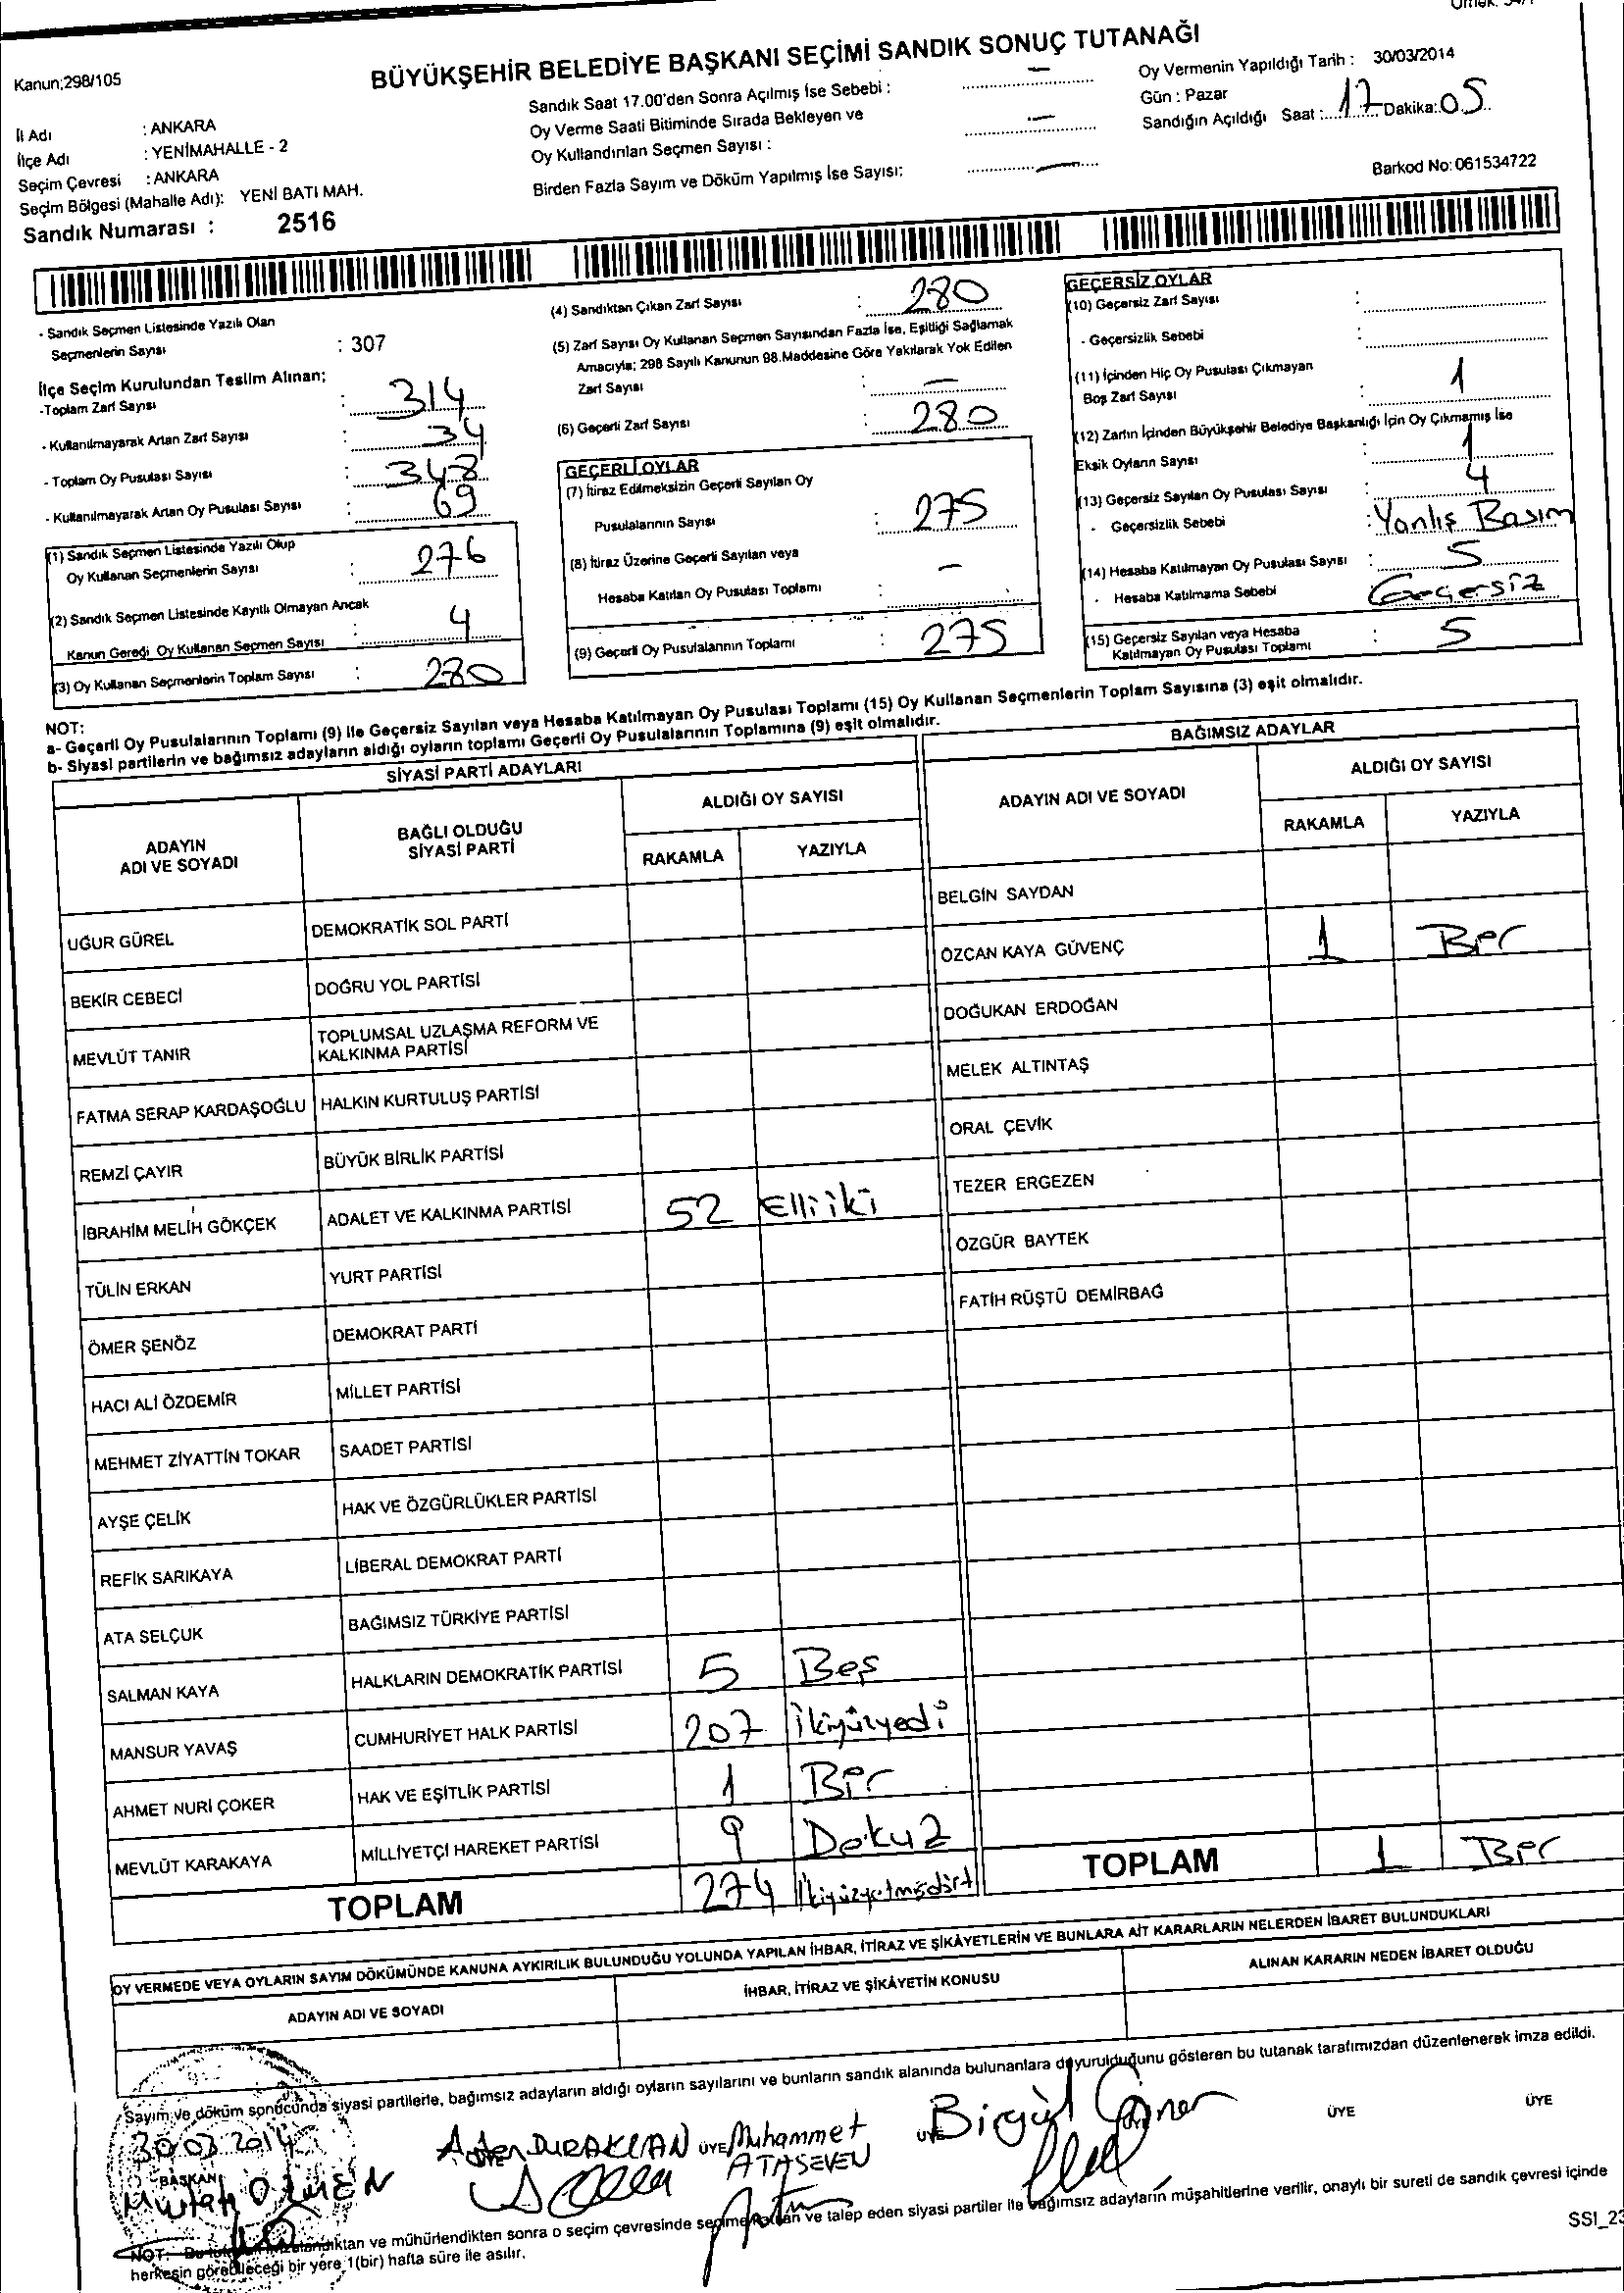 BÜYÜKŞEHİR BELEDİYE BAŞKANI SEÇİMİ SANDIK SONUÇ TUTANAĞI
Kanun;298/105
İl Adı : ANKARA
İlçe Adı : YENİMAHALLE - 2
Seçim Çevresi : ANKARA
Seçim Bölgesi (Mahalle Adı): YENİ BATI MAH.
Sandık Numarası : 2516
Sandık Saat 17.00'den Sonra Açılmış İse Sebebi : —
Oy Verme Saati Bitiminde Sırada Bekleyen ve
Oy Kullandırılan Seçmen Sayısı : —
Birden Fazla Sayım ve Döküm Yapılmış İse Sayısı: —
Oy Vermenin Yapıldığı Tarih : 30/03/2014
Gün : Pazar
Sandığın Açıldığı Saat : 17 Dakika: 05
Barkod No: 061534722
- Sandık Seçmen Listesinde Yazılı Olan
Seçmenlerin Sayısı : 307
İlçe Seçim Kurulundan Teslim Alınan;
-Toplam Zarf Sayısı : 314
- Kullanılmayarak Artan Zarf Sayısı : 34
- Toplam Oy Pusulası Sayısı : 348
- Kullanılmayarak Artan Oy Pusulası Sayısı : 69
(1) Sandık Seçmen Listesinde Yazılı Olup
Oy Kullanan Seçmenlerin Sayısı : 276
(2) Sandık Seçmen Listesinde Kayıtlı Olmayan Ancak
Kanun Gereği Oy Kullanan Seçmen Sayısı : 4
(3) Oy Kullanan Seçmenlerin Toplam Sayısı : 280
(4) Sandıktan Çıkan Zarf Sayısı : 280
(5) Zarf Sayısı Oy Kullanan Seçmen Sayısından Fazla İse, Eşitliği Sağlamak
Amacıyla; 298 Sayılı Kanunun 98.Maddesine Göre Yakılarak Yok Edilen
Zarf Sayısı : —
(6) Geçerli Zarf Sayısı : 280
GEÇERLİ OYLAR
(7) İtiraz Edilmeksizin Geçerli Sayılan Oy
Pusulalarının Sayısı : 275
(8) İtiraz Üzerine Geçerli Sayılan veya
Hesaba Katılan Oy Pusulası Toplamı : —
(9) Geçerli Oy Pusulalarının Toplamı : 275
GEÇERSİZ OYLAR
(10) Geçersiz Zarf Sayısı :
- Geçersizlik Sebebi :
(11) İçinden Hiç Oy Pusulası Çıkmayan
Boş Zarf Sayısı : 1
(12) Zarfın İçinden Büyükşehir Belediye Başkanlığı İçin Oy Çıkmamış İse
Eksik Oyların Sayısı : 1
(13) Geçersiz Sayılan Oy Pusulası Sayısı : 4
- Geçersizlik Sebebi : Yanlış Basım
(14) Hesaba Katılmayan Oy Pusulası Sayısı : 5
- Hesaba Katılmama Sebebi : Geçersiz
(15) Geçersiz Sayılan veya Hesaba
Katılmayan Oy Pusulası Toplamı : 5
NOT:
a- Geçerli Oy Pusulalarının Toplamı (9) ile Geçersiz Sayılan veya Hesaba Katılmayan Oy Pusulası Toplamı (15) Oy Kullanan Seçmenlerin Toplam Sayısına (3) eşit olmalıdır.
b- Siyasi partilerin ve bağımsız adayların aldığı oyların toplamı Geçerli Oy Pusulalarının Toplamına (9) eşit olmalıdır.
SİYASİ PARTİ ADAYLARI
ADAYIN ADI VE SOYADI
BAĞLI OLDUĞU SİYASİ PARTİ
ALDIĞI OY SAYISI
RAKAMLA YAZIYLA
UĞUR GÜREL DEMOKRATİK SOL PARTİ
BEKİR CEBECİ DOĞRU YOL PARTİSİ
MEVLÜT TANIR TOPLUMSAL UZLAŞMA REFORM VE KALKINMA PARTİSİ
FATMA SERAP KARDAŞOĞLU HALKIN KURTULUŞ PARTİSİ
REMZİ ÇAYIR BÜYÜK BİRLİK PARTİSİ
İBRAHİM MELİH GÖKÇEK ADALET VE KALKINMA PARTİSİ 52 Elli iki
TÜLİN ERKAN YURT PARTİSİ
ÖMER ŞENÖZ DEMOKRAT PARTİ
HACI ALİ ÖZDEMİR MİLLET PARTİSİ
MEHMET ZİYATTİN TOKAR SAADET PARTİSİ
AYŞE ÇELİK HAK VE ÖZGÜRLÜKLER PARTİSİ
REFİK SARIKAYA LİBERAL DEMOKRAT PARTİ
ATA SELÇUK BAĞIMSIZ TÜRKİYE PARTİSİ
SALMAN KAYA HALKLARIN DEMOKRATİK PARTİSİ 5 Beş
MANSUR YAVAŞ CUMHURİYET HALK PARTİSİ 207 İkiyüzyedi
AHMET NURİ ÇOKER HAK VE EŞİTLİK PARTİSİ 1 Bir
MEVLÜT KARAKAYA MİLLİYETÇİ HAREKET PARTİSİ 9 Dokuz
TOPLAM 274 İkiyüzyetmişdört
BAĞIMSIZ ADAYLAR
ADAYIN ADI VE SOYADI
ALDIĞI OY SAYISI
RAKAMLA YAZIYLA
BELGİN SAYDAN
ÖZCAN KAYA GÜVENÇ 1 Bir
DOĞUKAN ERDOĞAN
MELEK ALTINTAŞ
ORAL ÇEVİK
TEZER ERGEZEN
ÖZGÜR BAYTEK
FATİH RÜŞTÜ DEMİRBAĞ
TOPLAM 1 Bir
OY VERMEDE VEYA OYLARIN SAYIM DÖKÜMÜNDE KANUNA AYKIRILIK BULUNDUĞU YOLUNDA YAPILAN İHBAR, İTİRAZ VE ŞİKÂYETLERİN VE BUNLARA AİT KARARLARIN NELERDEN İBARET BULUNDUKLARI
ADAYIN ADI VE SOYADI
İHBAR, İTİRAZ VE ŞİKÂYETİN KONUSU
ALINAN KARARIN NEDEN İBARET OLDUĞU
Sayım ve döküm sonucunda siyasi partilerle, bağımsız adayların aldığı oyların sayılarını ve bunların sandık alanında bulunanlara duyurulduğunu gösteren bu tutanak tarafımızdan düzenlenerek imza edildi.
30.03.2014
BAŞKAN
ÜYE Muhammet ATASEVEN
ÜYE Birgül
ÜYE
ÜYE
NOT: Bu tutanak imzalandıktan ve mühürlendikten sonra o seçim çevresinde seçime katılan ve talep eden siyasi partiler ile bağımsız adayların müşahitlerine verilir, onaylı bir sureti de sandık çevresi içinde
herkesin görebileceği bir yere 1(bir) hafta süre ile asılır.